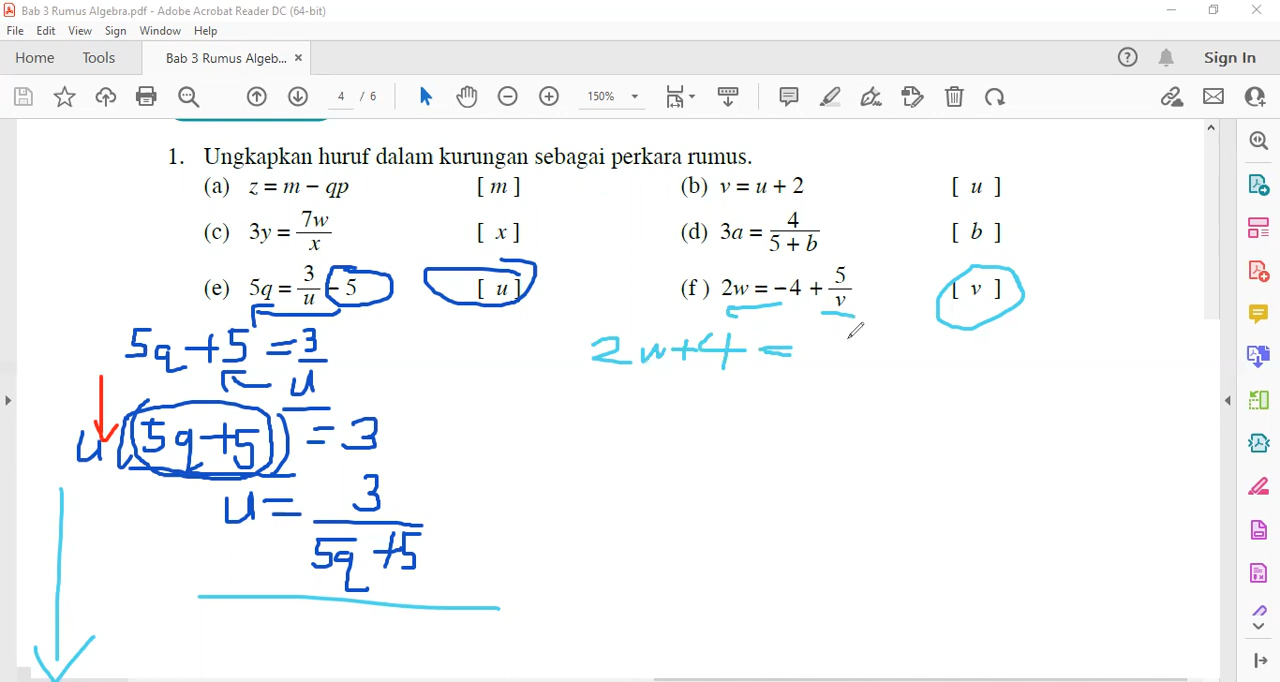 Bab 3 Rumus Algebra.pdf - Adobe Acrobat Reader DC (64-bit)
File Edit View Sign Window Help
Home Tools Bab 3 Rumus Algeb... × Sign In
4 / 6 150%
1. Ungkapkan huruf dalam kurungan sebagai perkara rumus.
(a) z = m − qp [ m ] (b) v = u + 2 [ u ]
(c) 3y = 7w/x [ x ] (d) 3a = 4/(5 + b) [ b ]
(e) 5q = 3/u − 5 [ u ] (f) 2w = −4 + 5/v [ v ]
5q + 5 = 3/u 2w + 4 =
u(5q + 5) = 3
u = 3/(5q + 5)